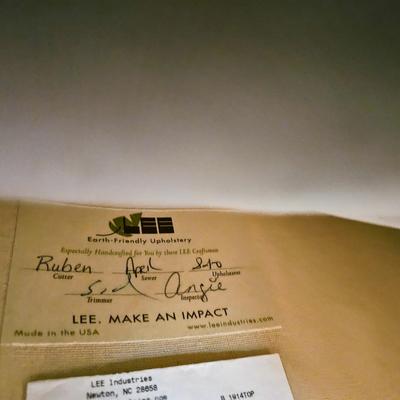 LEE
Earth-Friendly Upholstery
Especially Handcrafted for You by these LEE Craftsmen
Ruben April
Cutter Sewer Upholsterer
Angie
Trimmer Inspector
LEE. MAKE AN IMPACT
Made in the USA www.leeindustries.com
LEE Industries
Newton, NC 28658